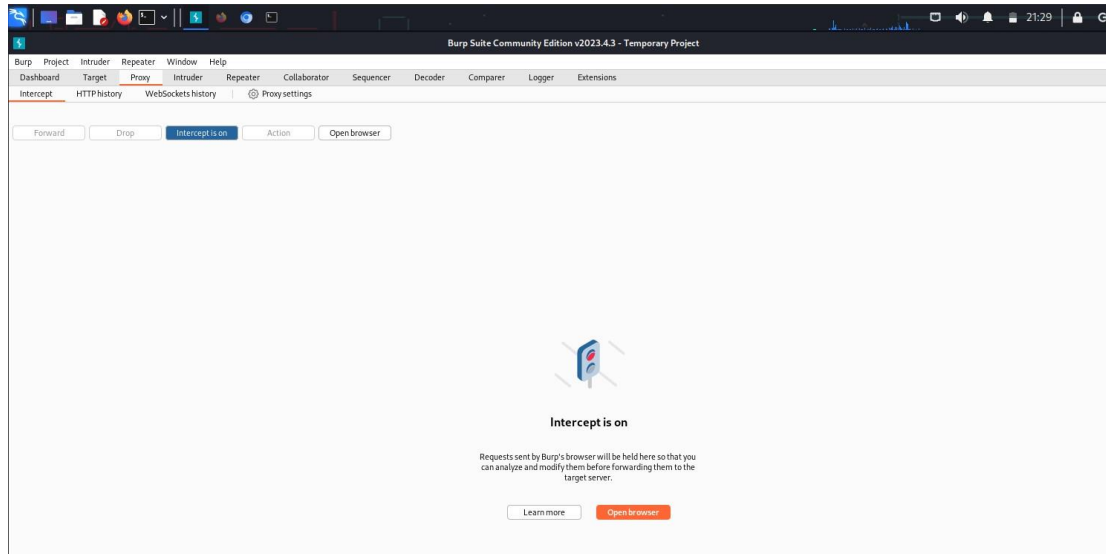 21:29
Burp Suite Community Edition v2023.4.3 - Temporary Project
Burp Project Intruder Repeater Window Help
Dashboard Target Proxy Intruder Repeater Collaborator Sequencer Decoder Comparer Logger Extensions
Intercept HTTP history WebSockets history Proxy settings
Forward Drop Intercept is on Action Open browser
Intercept is on
Requests sent by Burp's browser will be held here so that you
can analyze and modify them before forwarding them to the
target server.
Learn more Open browser